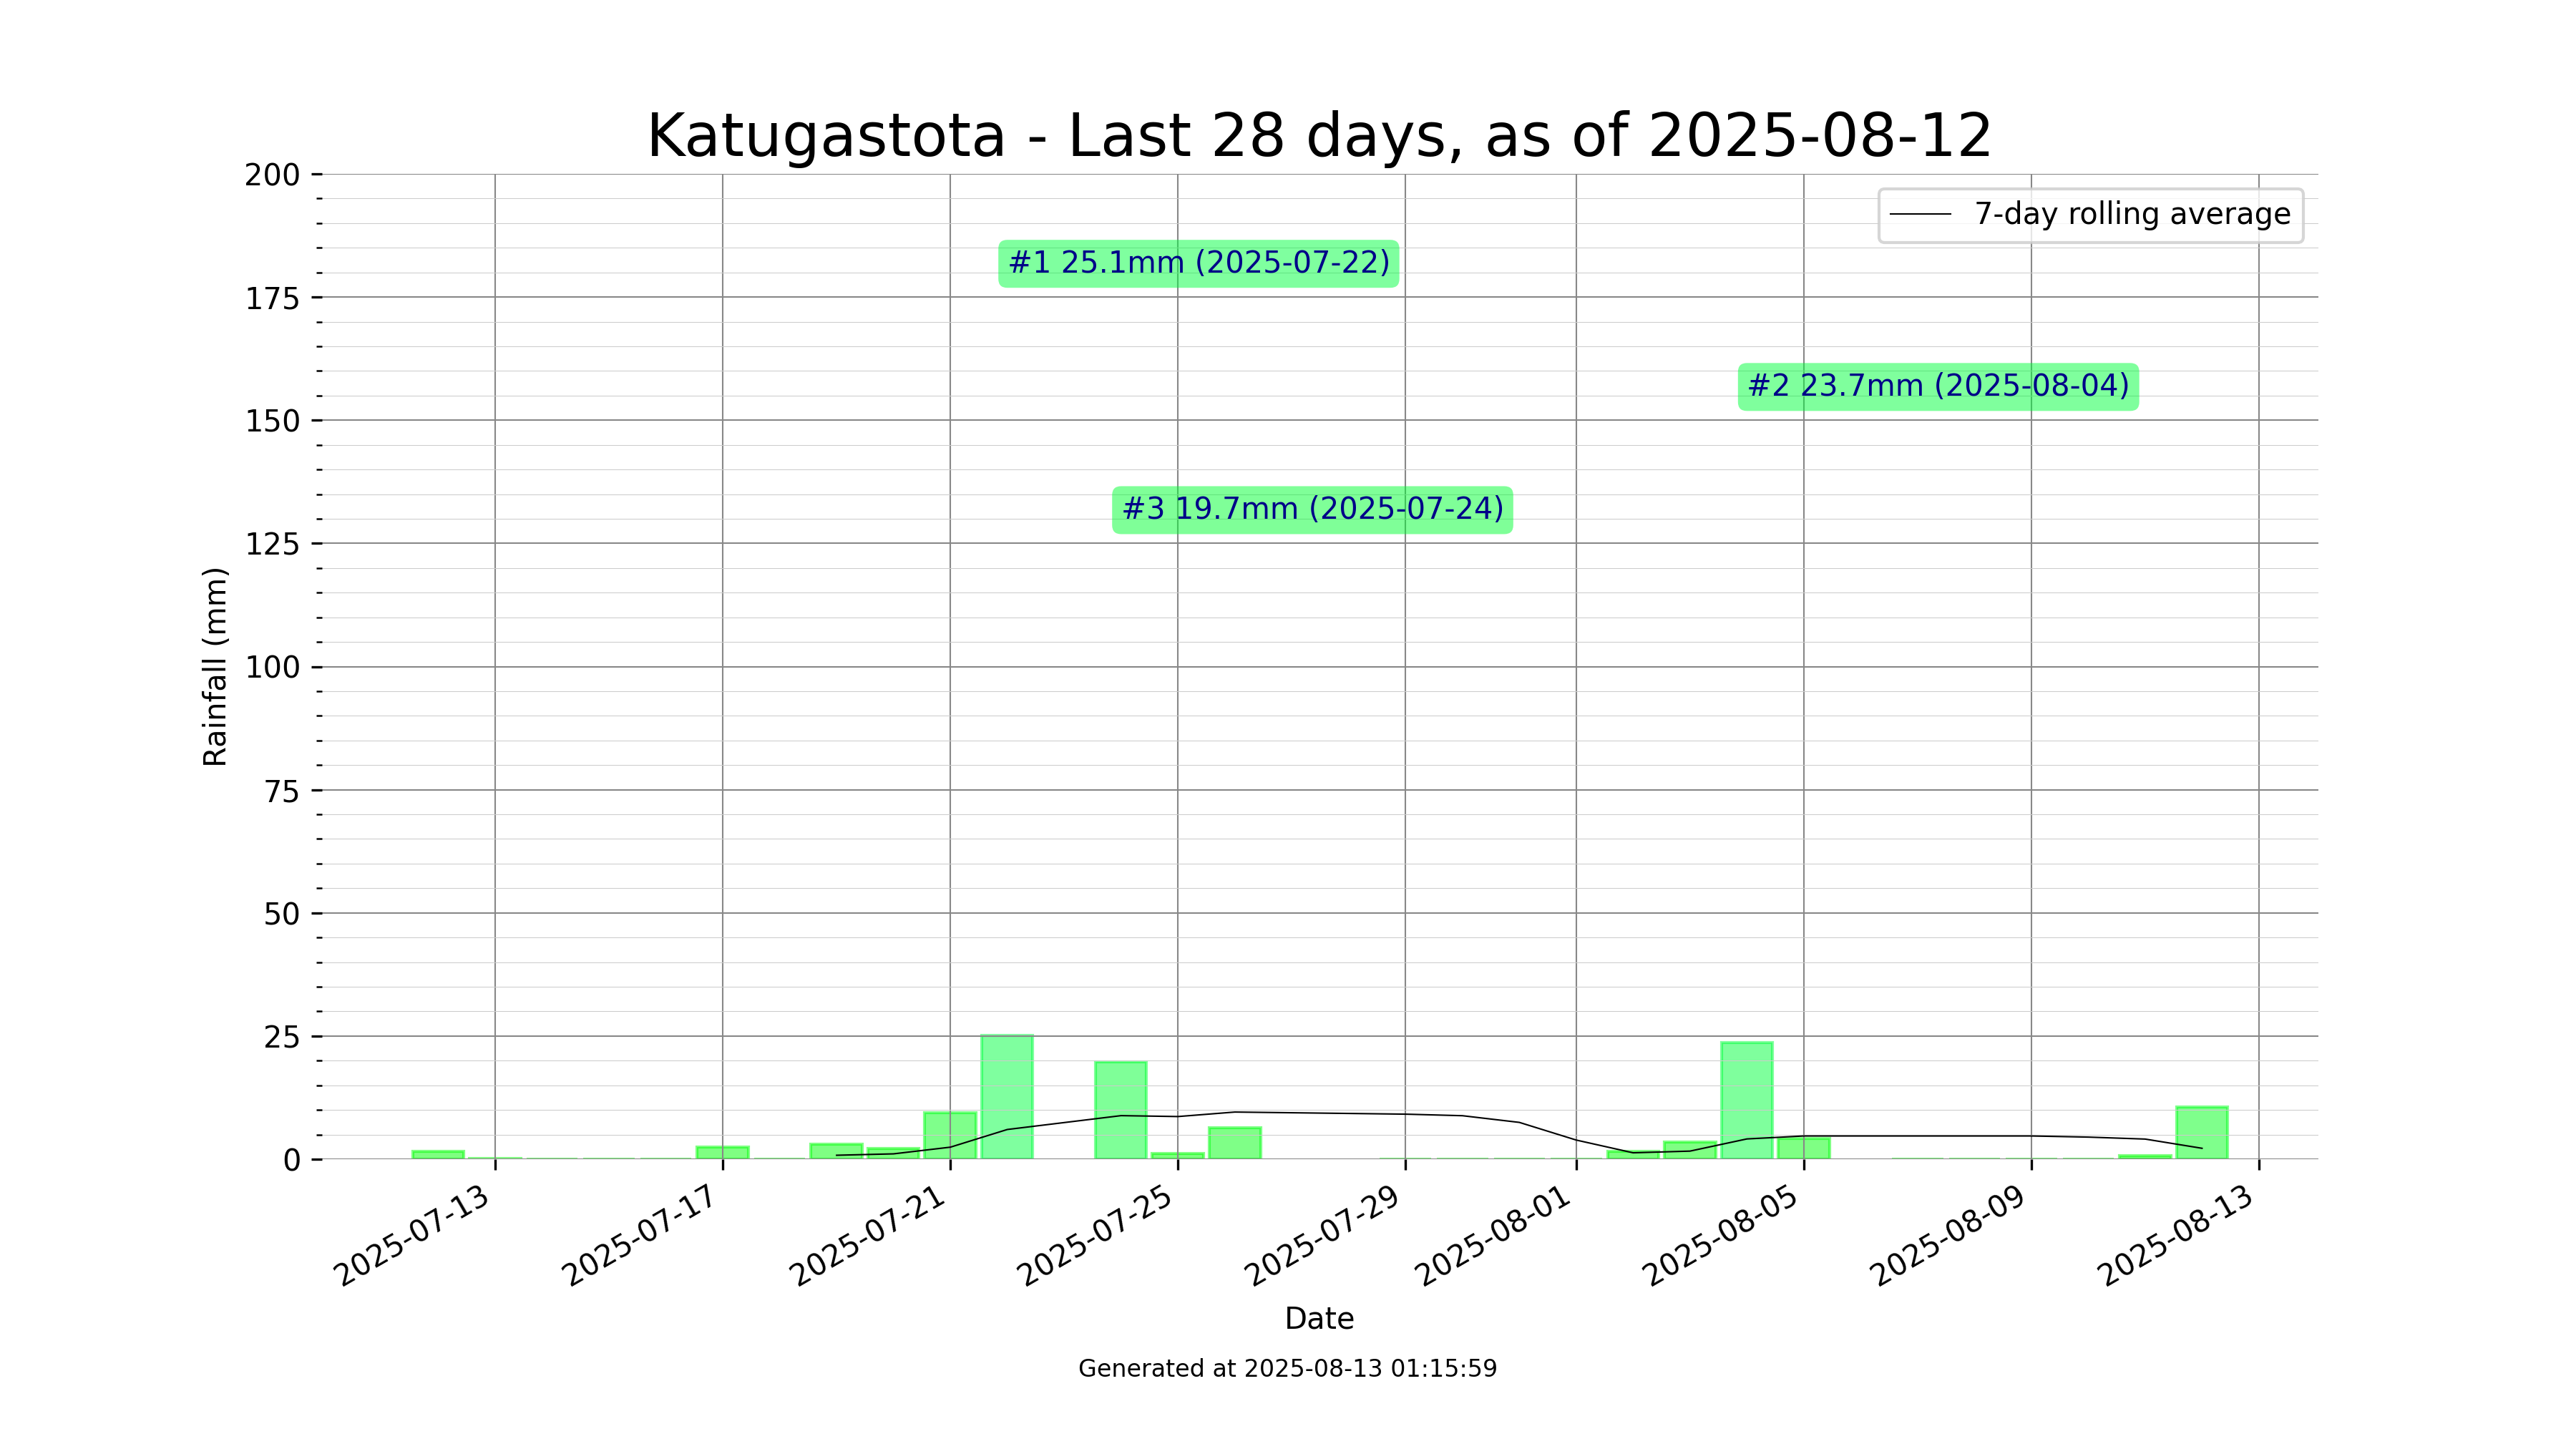 Katugastota - Last 28 days, as of 2025-08-12
200
175
150
125
100
75
50
25
0
Rainfall (mm)
7-day rolling average
#1 25.1mm (2025-07-22)
#2 23.7mm (2025-08-04)
#3 19.7mm (2025-07-24)
2025-07-13
2025-07-17
2025-07-21
2025-07-25
2025-07-29
2025-08-01
2025-08-05
2025-08-09
2025-08-13
Date
Generated at 2025-08-13 01:15:59